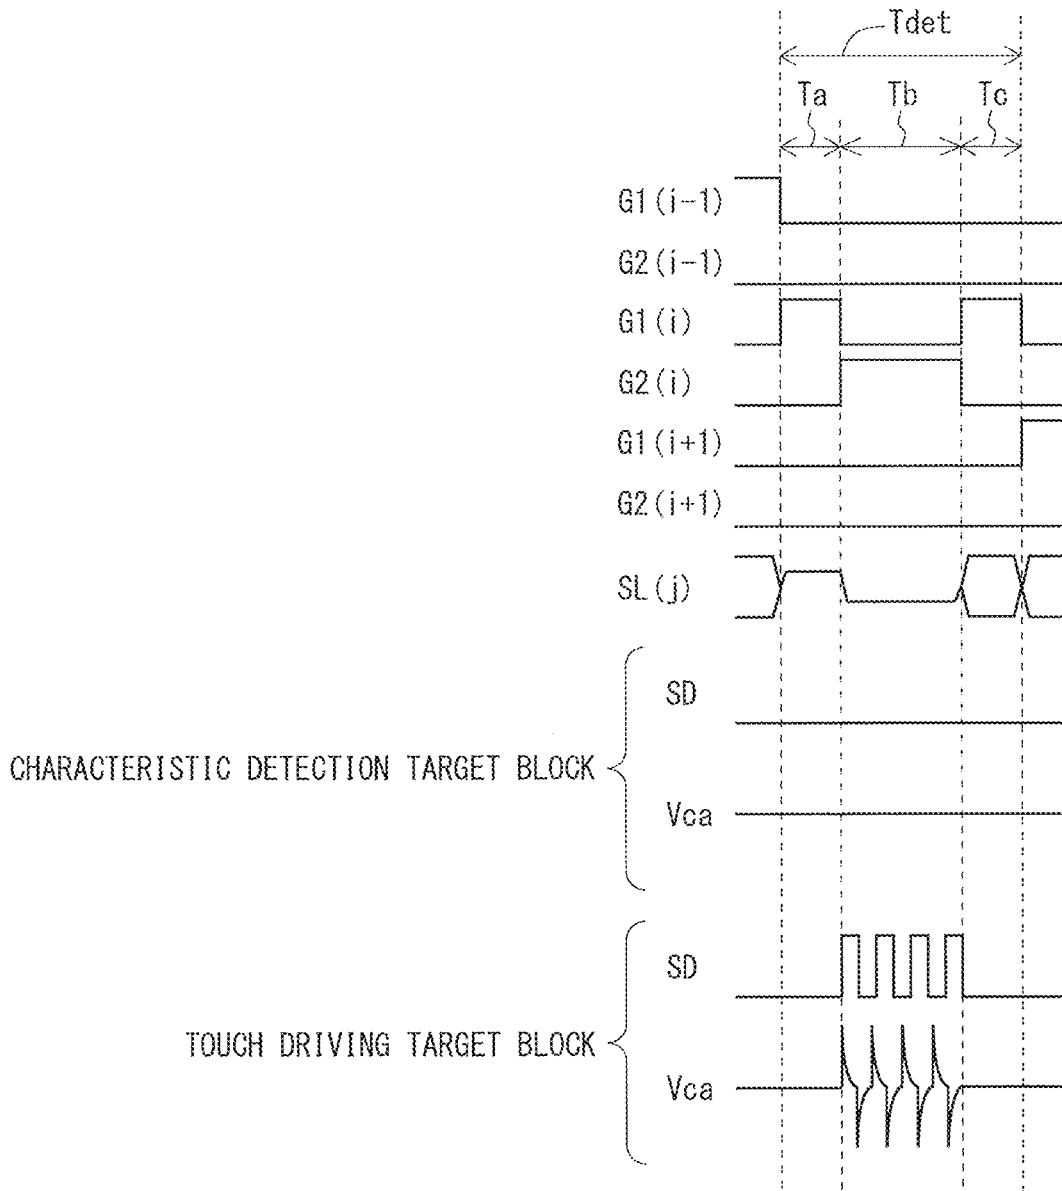 Tdet
Ta Tb Tc
G1(i-1)
G2(i-1)
G1(i)
G2(i)
G1(i+1)
G2(i+1)
SL(j)
SD
CHARACTERISTIC DETECTION TARGET BLOCK
Vca
SD
TOUCH DRIVING TARGET BLOCK
Vca